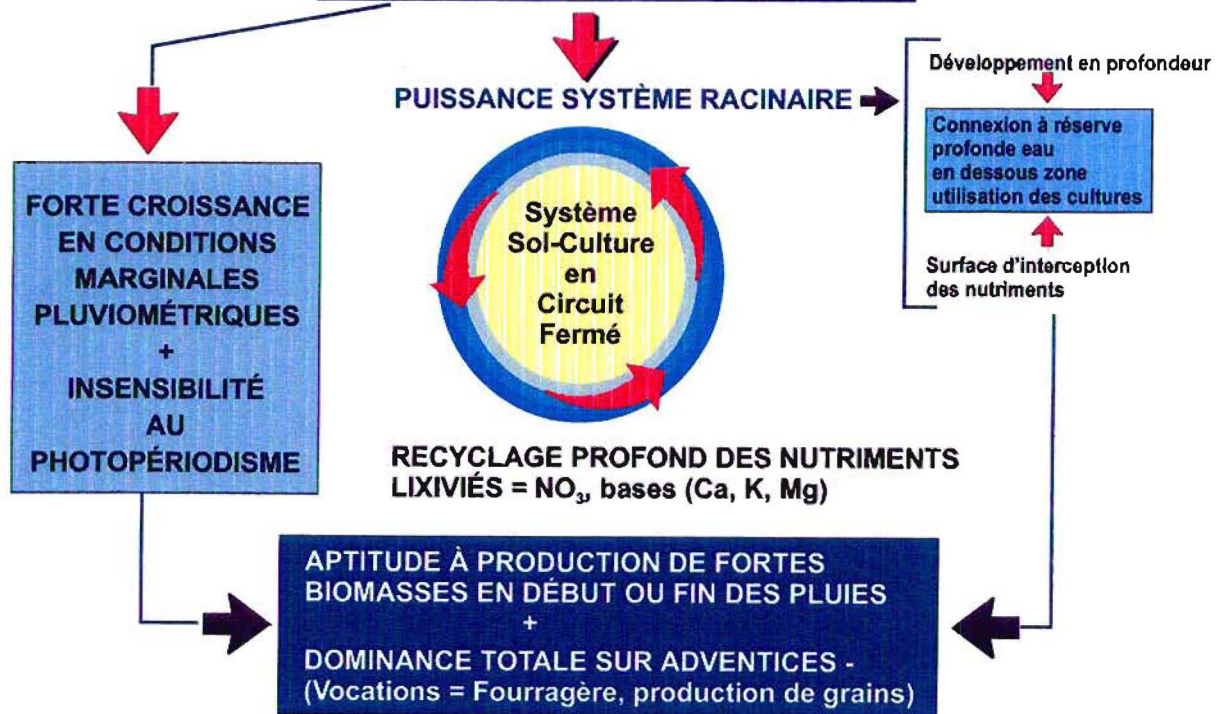 PUISSANCE SYSTÈME RACINAIRE
Développement en profondeur
Connexion à réserve
profonde eau
en dessous zone
utilisation des cultures
Surface d'interception
des nutriments
FORTE CROISSANCE
EN CONDITIONS
MARGINALES
PLUVIOMÉTRIQUES
+
INSENSIBILITÉ
AU
PHOTOPÉRIODISME
Système
Sol-Culture
en
Circuit
Fermé
RECYCLAGE PROFOND DES NUTRIMENTS
LIXIVIÉS = NO₃, bases (Ca, K, Mg)
APTITUDE À PRODUCTION DE FORTES
BIOMASSES EN DÉBUT OU FIN DES PLUIES
+
DOMINANCE TOTALE SUR ADVENTICES -
(Vocations = Fourragère, production de grains)